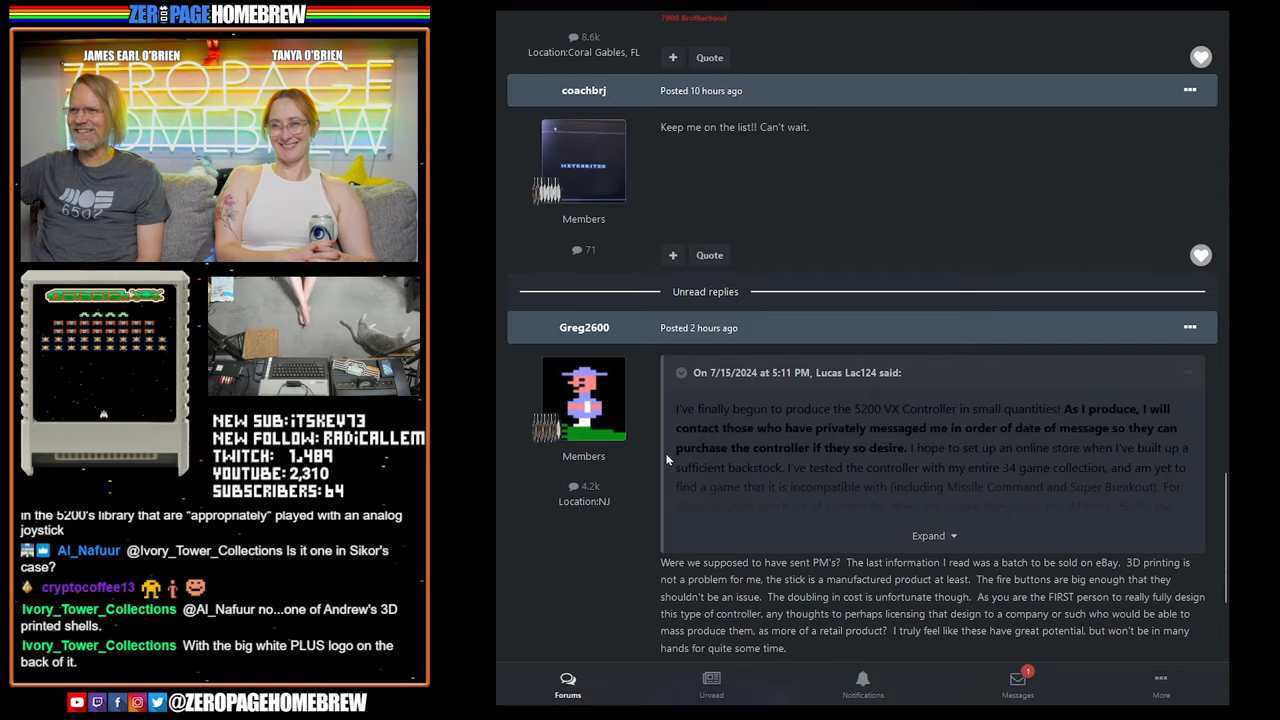 ZEROPAGEHOMEBREW
JAMES EARL O'BRIEN
TANYA O'BRIEN
ZEROPAGE
HOMEBREW
MOS
6502
NEW SUB: iTSKEV73
NEW FOLLOW: RADiCALLEM
TWITCH: 1,489
YOUTUBE: 2,310
SUBSCRIBERS: 64
in the 5200's library that are "appropriately" played with an analog
joystick
Al_Nafuur @Ivory_Tower_Collections Is it one in Sikor's
case?
cryptocoffee13
Ivory_Tower_Collections @Al_Nafuur no...one of Andrew's 3D
printed shells.
Ivory_Tower_Collections With the big white PLUS logo on the
back of it.
@ZEROPAGEHOMEBREW
7800 Brotherhood
8.6k
Location:Coral Gables, FL
+ Quote
coachbrj
Posted 10 hours ago
Keep me on the list!! Can't wait.
METEORITES
Members
71
+ Quote
Unread replies
Greg2600
Posted 2 hours ago
On 7/15/2024 at 5:11 PM, Lucas Lac124 said:
I've finally begun to produce the 5200 VX Controller in small quantities! As I produce, I will
contact those who have privately messaged me in order of date of message so they can
purchase the controller if they so desire. I hope to set up an online store when I've built up a
sufficient backstock. I've tested the controller with my entire 34 game collection, and am yet to
find a game that it is incompatible with (including Missile Command and Super Breakout). For
Expand
Members
4.2k
Location:NJ
Were we supposed to have sent PM's? The last information I read was a batch to be sold on eBay. 3D printing is
not a problem for me, the stick is a manufactured product at least. The fire buttons are big enough that they
shouldn't be an issue. The doubling in cost is unfortunate though. As you are the FIRST person to really fully design
this type of controller, any thoughts to perhaps licensing that design to a company or such who would be able to
mass produce them, as more of a retail product? I truly feel like these have great potential, but won't be in many
hands for quite some time.
Forums
Unread
Notifications
1
Messages
More